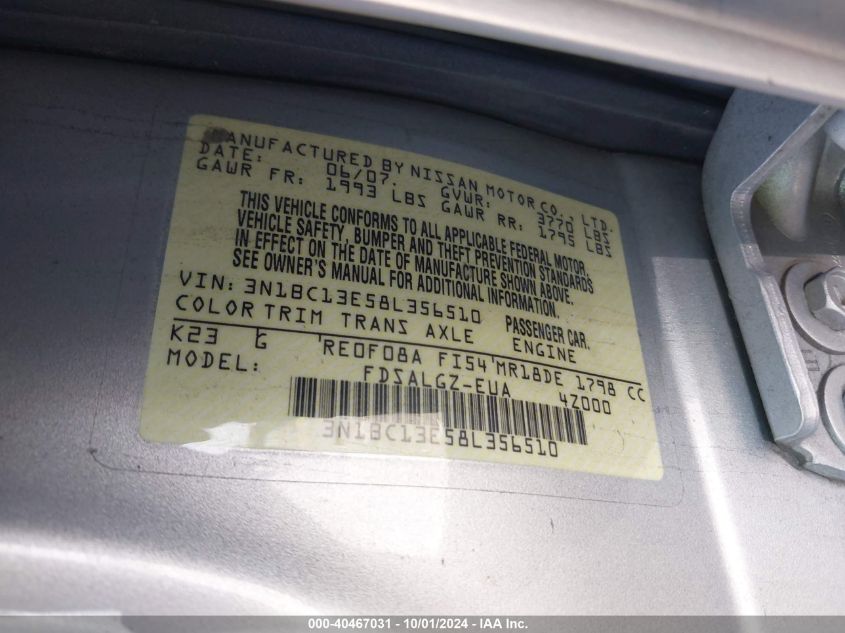 MANUFACTURED BY NISSAN MOTOR CO., LTD.
DATE: 06/07. GVWR: 3770 LBS
GAWR FR: 1993 LBS GAWR RR: 1795 LBS
THIS VEHICLE CONFORMS TO ALL APPLICABLE FEDERAL MOTOR
VEHICLE SAFETY, BUMPER AND THEFT PREVENTION STANDARDS
IN EFFECT ON THE DATE OF MANUFACTURE SHOWN ABOVE.
SEE OWNER'S MANUAL FOR ADDITIONAL INFORMATION.
VIN: 3N1BC13E58L356510 PASSENGER CAR.
COLOR TRIM TRANS AXLE ENGINE
K23 G RE0F08A FI54 MR18DE 1798 CC
MODEL: FDSALGZ-EUA 4Z000
3N1BC13E58L356510
000-40467031 - 10/01/2024 - IAA Inc.